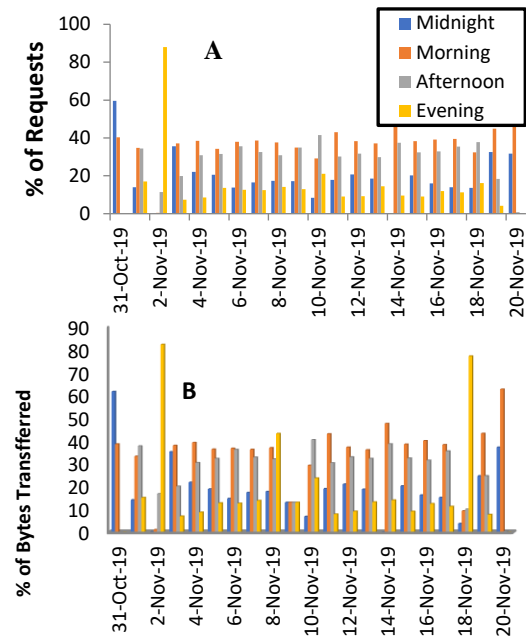 % of Requests
100
80
60
40
20
0
A
Midnight
Morning
Afternoon
Evening
31-Oct-19
2-Nov-19
4-Nov-19
6-Nov-19
8-Nov-19
10-Nov-19
12-Nov-19
14-Nov-19
16-Nov-19
18-Nov-19
20-Nov-19
% of Bytes Transfferred
90
80
70
60
50
40
30
20
10
0
B
31-Oct-19
2-Nov-19
4-Nov-19
6-Nov-19
8-Nov-19
10-Nov-19
12-Nov-19
14-Nov-19
16-Nov-19
18-Nov-19
20-Nov-19